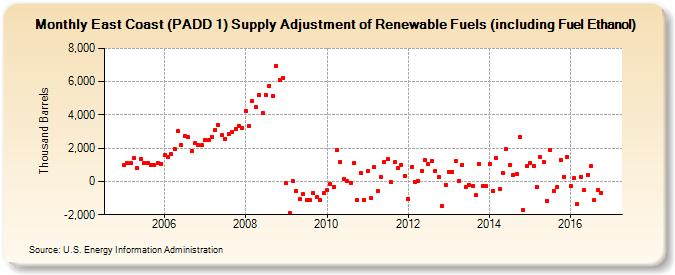 Monthly East Coast (PADD 1) Supply Adjustment of Renewable Fuels (including Fuel Ethanol)
Thousand Barrels
8,000
6,000
4,000
2,000
0
-2,000
2006 2008 2010 2012 2014 2016
Source: U.S. Energy Information Administration